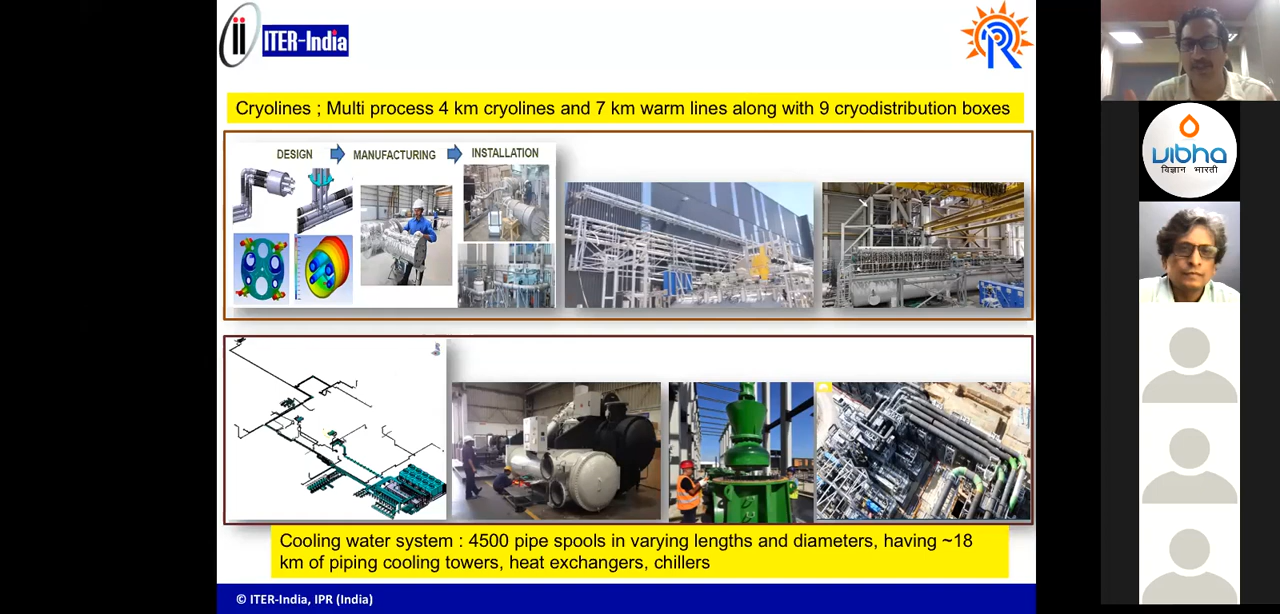 ITER-India
Cryolines ; Multi process 4 km cryolines and 7 km warm lines along with 9 cryodistribution boxes
DESIGN MANUFACTURING INSTALLATION
vibha
विज्ञान भारती
Cooling water system : 4500 pipe spools in varying lengths and diameters, having ~18
km of piping cooling towers, heat exchangers, chillers
© ITER-India, IPR (India)